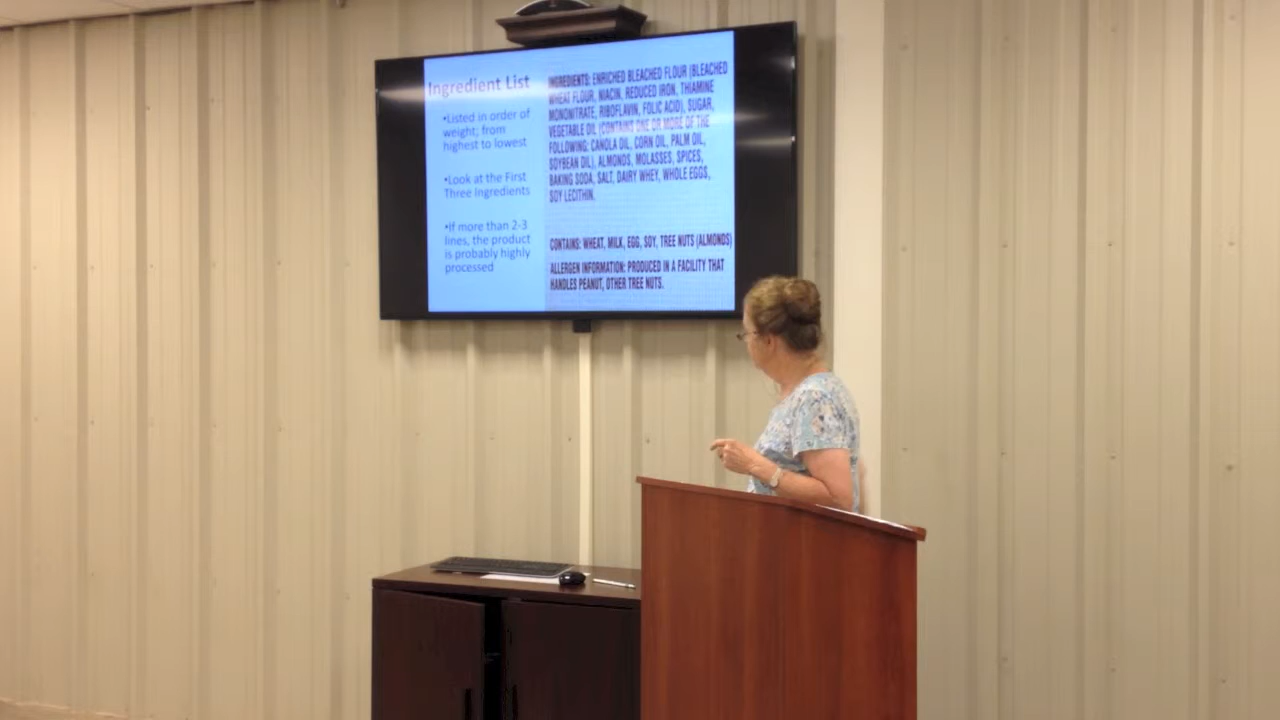 Ingredient List
•Listed in order of
weight; from
highest to lowest
•Look at the First
Three Ingredients
•If more than 2-3
lines, the product
is probably highly
processed
INGREDIENTS: ENRICHED BLEACHED FLOUR (BLEACHED
WHEAT FLOUR, NIACIN, REDUCED IRON, THIAMINE
MONONITRATE, RIBOFLAVIN, FOLIC ACID), SUGAR,
VEGETABLE OIL (CONTAINS ONE OR MORE OF THE
FOLLOWING: CANOLA OIL, CORN OIL, PALM OIL,
SOYBEAN OIL), ALMONDS, MOLASSES, SPICES,
BAKING SODA, SALT, DAIRY WHEY, WHOLE EGGS,
SOY LECITHIN.
CONTAINS: WHEAT, MILK, EGG, SOY, TREE NUTS (ALMONDS)
ALLERGEN INFORMATION: PRODUCED IN A FACILITY THAT
HANDLES PEANUT, OTHER TREE NUTS.